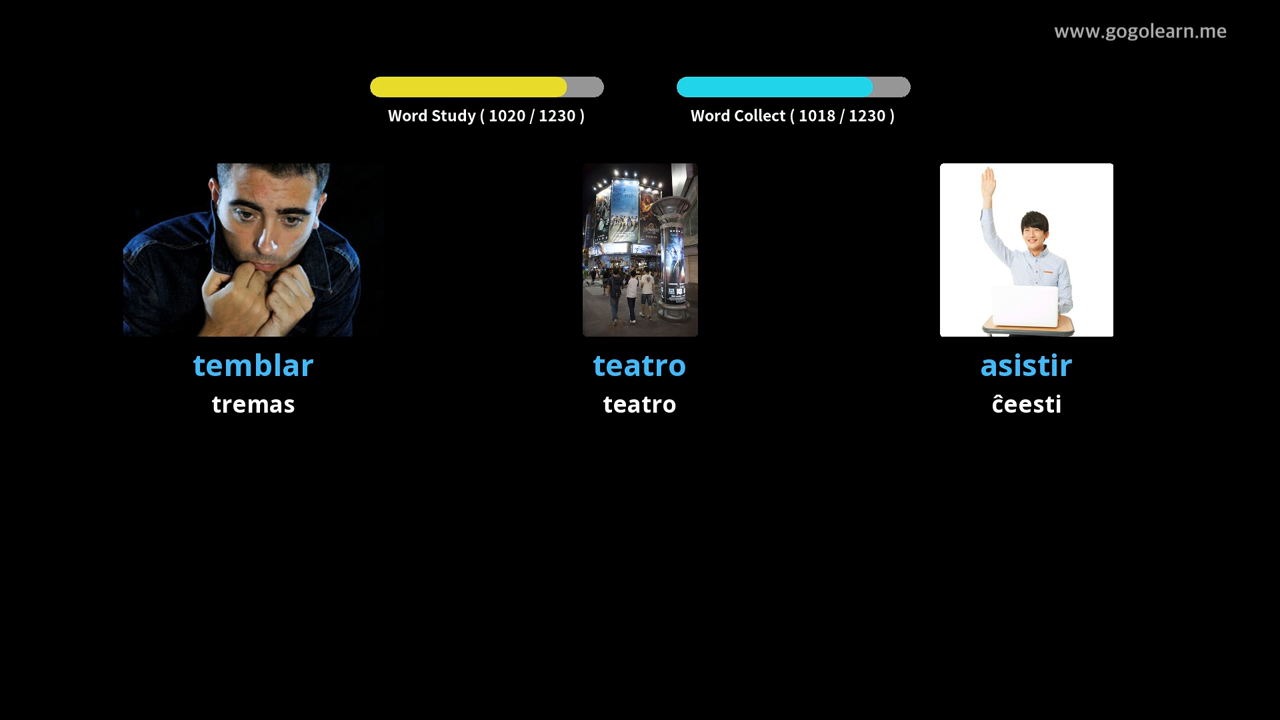 www.gogolearn.me
Word Study ( 1020 / 1230 )
Word Collect ( 1018 / 1230 )
temblar
teatro
asistir
tremas
teatro
ĉeesti